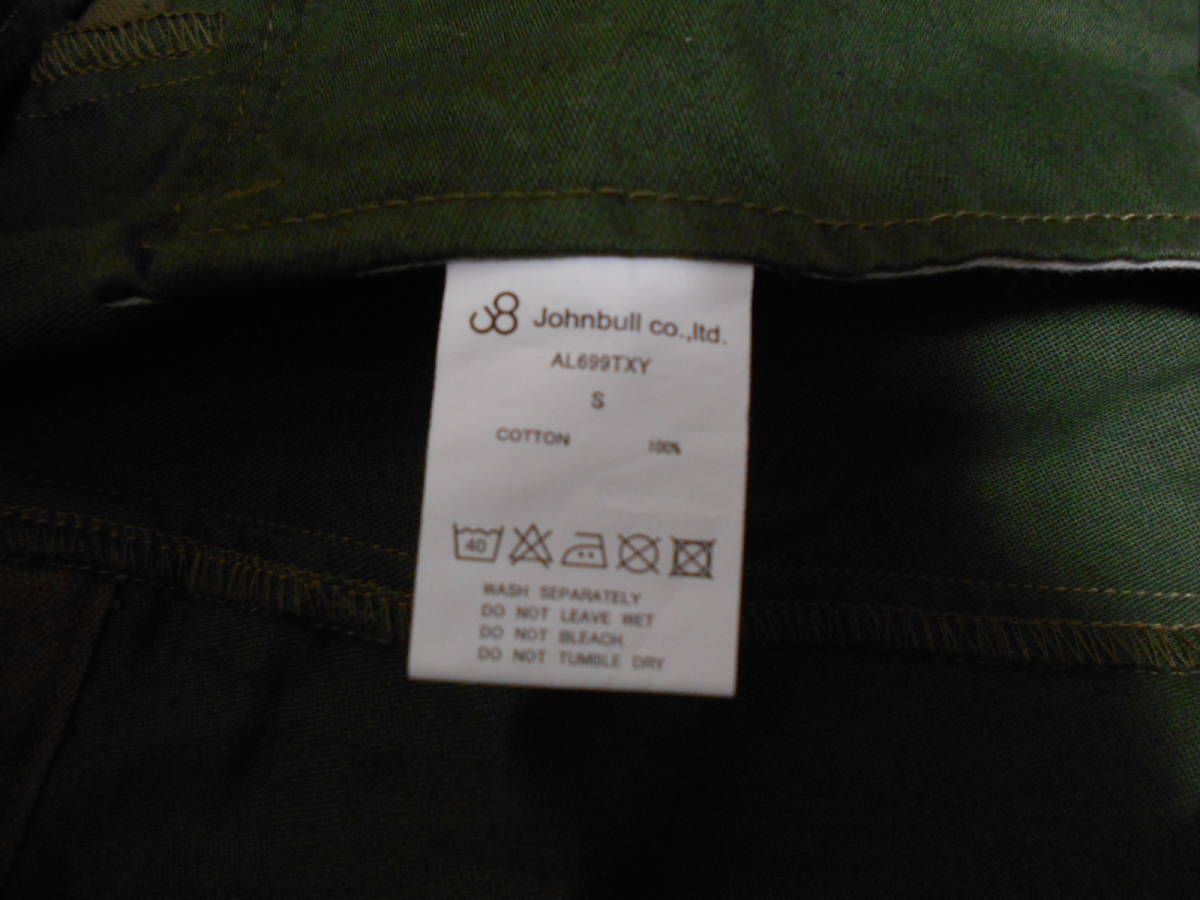 Johnbull co.,ltd.
AL699TXY
S
COTTON 100%
40
WASH SEPARATELY
DO NOT LEAVE WET
DO NOT BLEACH
DO NOT TUMBLE DRY